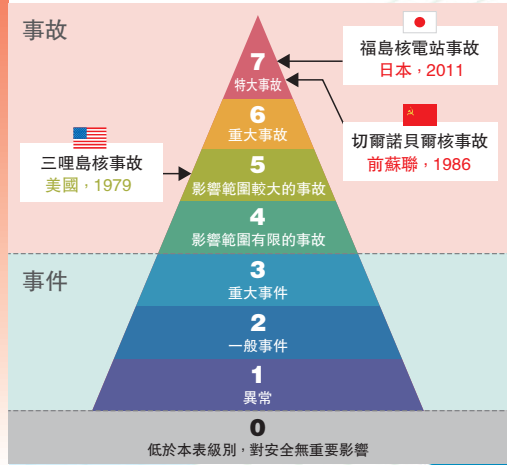 事故
7
特大事故
福島核電站事故
日本，2011
切爾諾貝爾核事故
前蘇聯，1986
6
重大事故
三哩島核事故
美國，1979
5
影響範圍較大的事故
4
影響範圍有限的事故
事件
3
重大事件
2
一般事件
1
異常
0
低於本表級別，對安全無重要影響